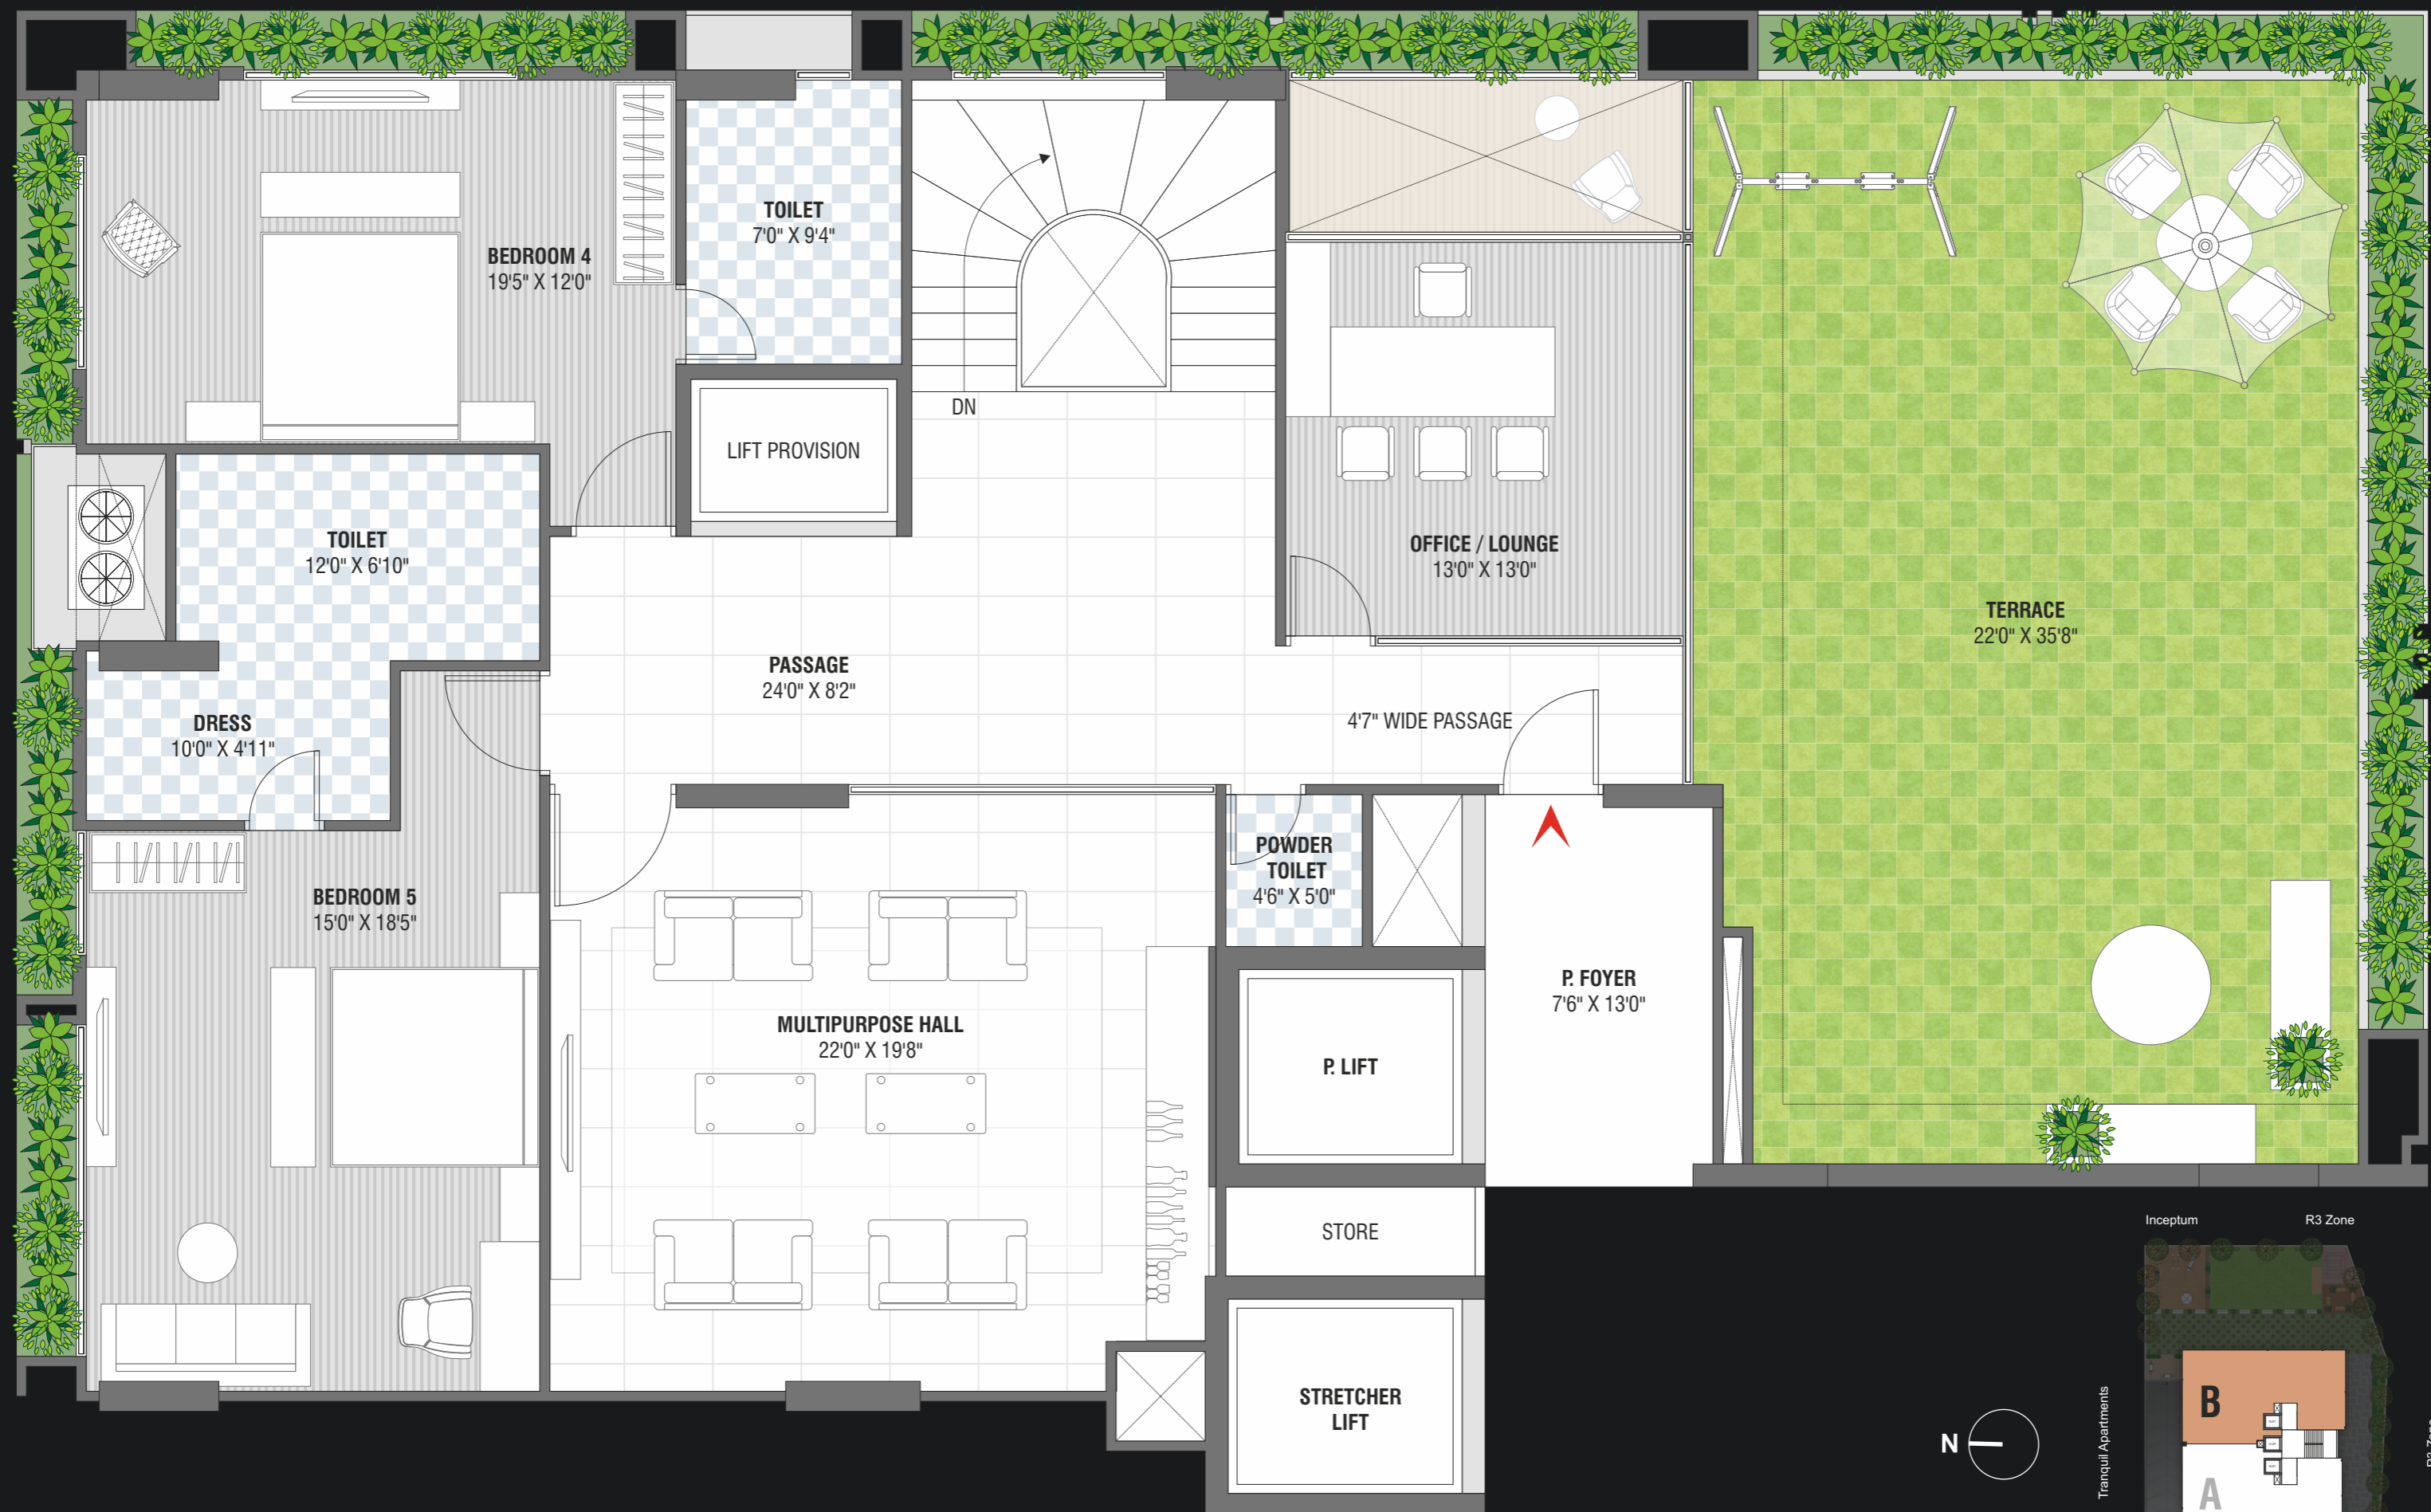 TOILET
7'0" X 9'4"
BEDROOM 4
19'5" X 12'0"
DN
LIFT PROVISION
TOILET
12'0" X 6'10"
OFFICE / LOUNGE
13'0" X 13'0"
TERRACE
22'0" X 35'8"
PASSAGE
24'0" X 8'2"
4'7" WIDE PASSAGE
DRESS
10'0" X 4'11"
POWDER
TOILET
4'6" X 5'0"
BEDROOM 5
15'0" X 18'5"
P. FOYER
7'6" X 13'0"
MULTIPURPOSE HALL
22'0" X 19'8"
P. LIFT
STORE
STRETCHER
LIFT
Inceptum
R3 Zone
N
Tranquil Apartments
B
A